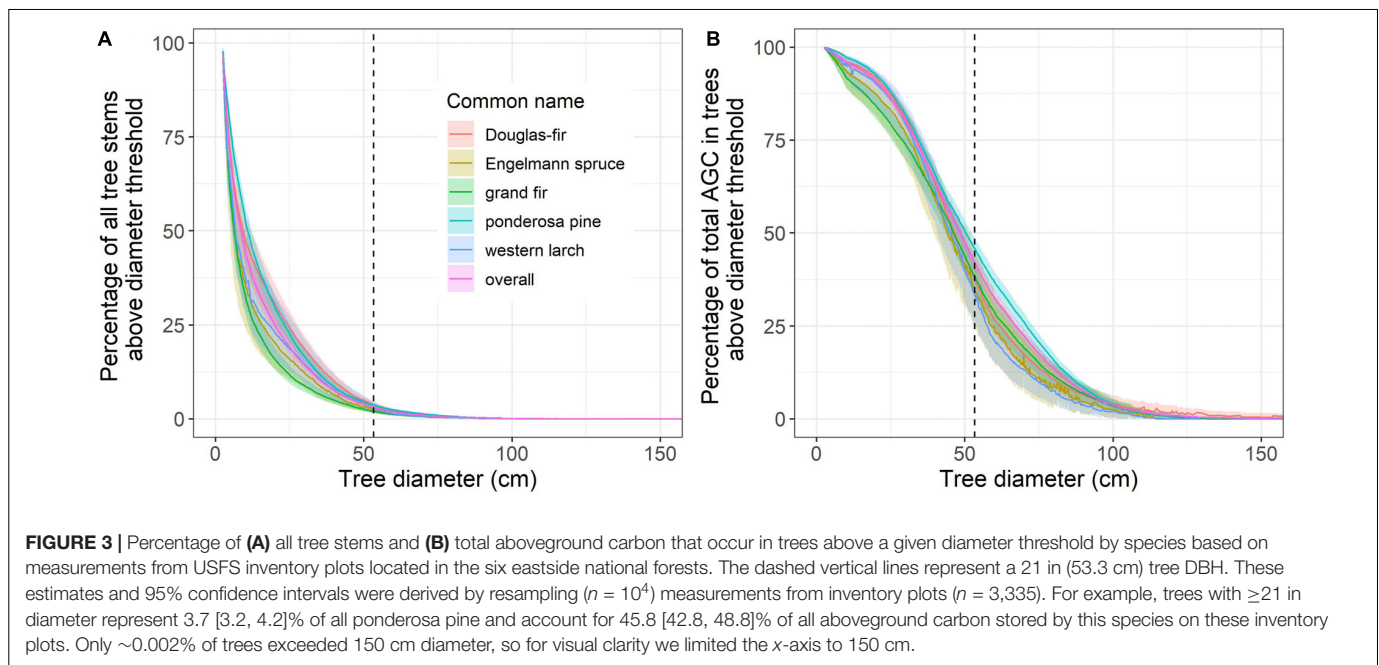 A
Percentage of all tree stems
above diameter threshold
100
75
50
25
0
0 50 100 150
Tree diameter (cm)
Common name
Douglas-fir
Engelmann spruce
grand fir
ponderosa pine
western larch
overall
B
Percentage of total AGC in trees
above diameter threshold
100
75
50
25
0
0 50 100 150
Tree diameter (cm)
FIGURE 3 | Percentage of (A) all tree stems and (B) total aboveground carbon that occur in trees above a given diameter threshold by species based on
measurements from USFS inventory plots located in the six eastside national forests. The dashed vertical lines represent a 21 in (53.3 cm) tree DBH. These
estimates and 95% confidence intervals were derived by resampling (n = 10⁴) measurements from inventory plots (n = 3,335). For example, trees with ≥21 in
diameter represent 3.7 [3.2, 4.2]% of all ponderosa pine and account for 45.8 [42.8, 48.8]% of all aboveground carbon stored by this species on these inventory
plots. Only ~0.002% of trees exceeded 150 cm diameter, so for visual clarity we limited the x-axis to 150 cm.